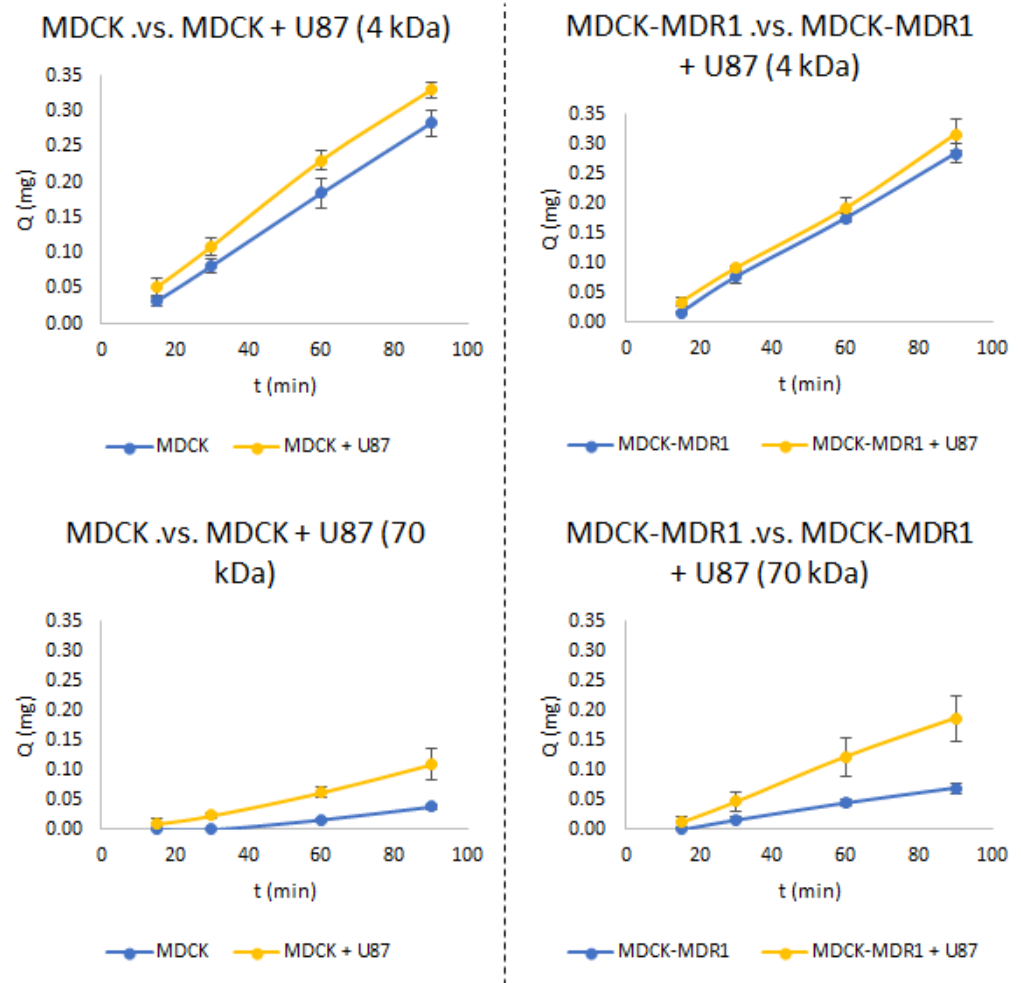 MDCK .vs. MDCK + U87 (4 kDa)
0.35
0.30
0.25
0.20
0.15
0.10
0.05
0.00
Q (mg)
0 20 40 60 80 100
t (min)
MDCK MDCK + U87
MDCK-MDR1 .vs. MDCK-MDR1
+ U87 (4 kDa)
0.35
0.30
0.25
0.20
0.15
0.10
0.05
0.00
Q (mg)
0 20 40 60 80 100
t (min)
MDCK-MDR1 MDCK-MDR1 + U87
MDCK .vs. MDCK + U87 (70
kDa)
0.35
0.30
0.25
0.20
0.15
0.10
0.05
0.00
Q (mg)
0 20 40 60 80 100
t (min)
MDCK MDCK + U87
MDCK-MDR1 .vs. MDCK-MDR1
+ U87 (70 kDa)
0.35
0.30
0.25
0.20
0.15
0.10
0.05
0.00
Q (mg)
0 20 40 60 80 100
t (min)
MDCK-MDR1 MDCK-MDR1 + U87